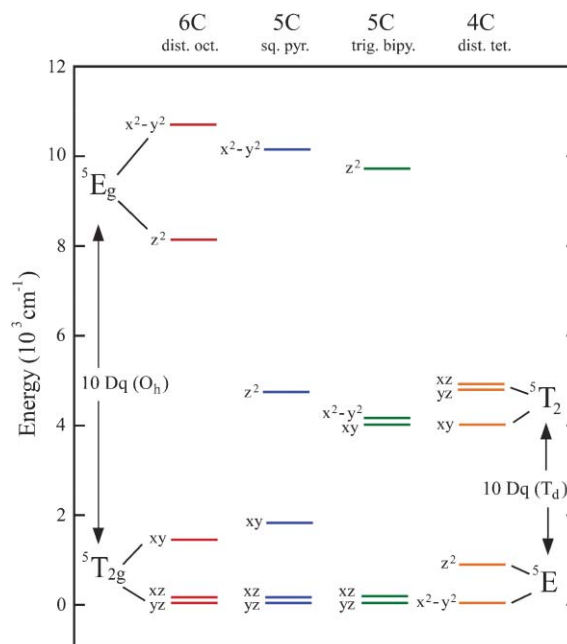 6C 5C 5C 4C
dist. oct. sq. pyr. trig. bipy. dist. tet.
12
10
8
6
4
2
0
Energy (10³ cm⁻¹)
x²-y²
⁵Eg
z²
10 Dq (Oₕ)
xy
⁵T₂g
xz
yz
x²-y²
z²
xy
xz
yz
z²
x²-y²
xy
xz
yz
xz
yz
⁵T₂
xy
10 Dq (T_d)
z²
⁵E
x²-y²